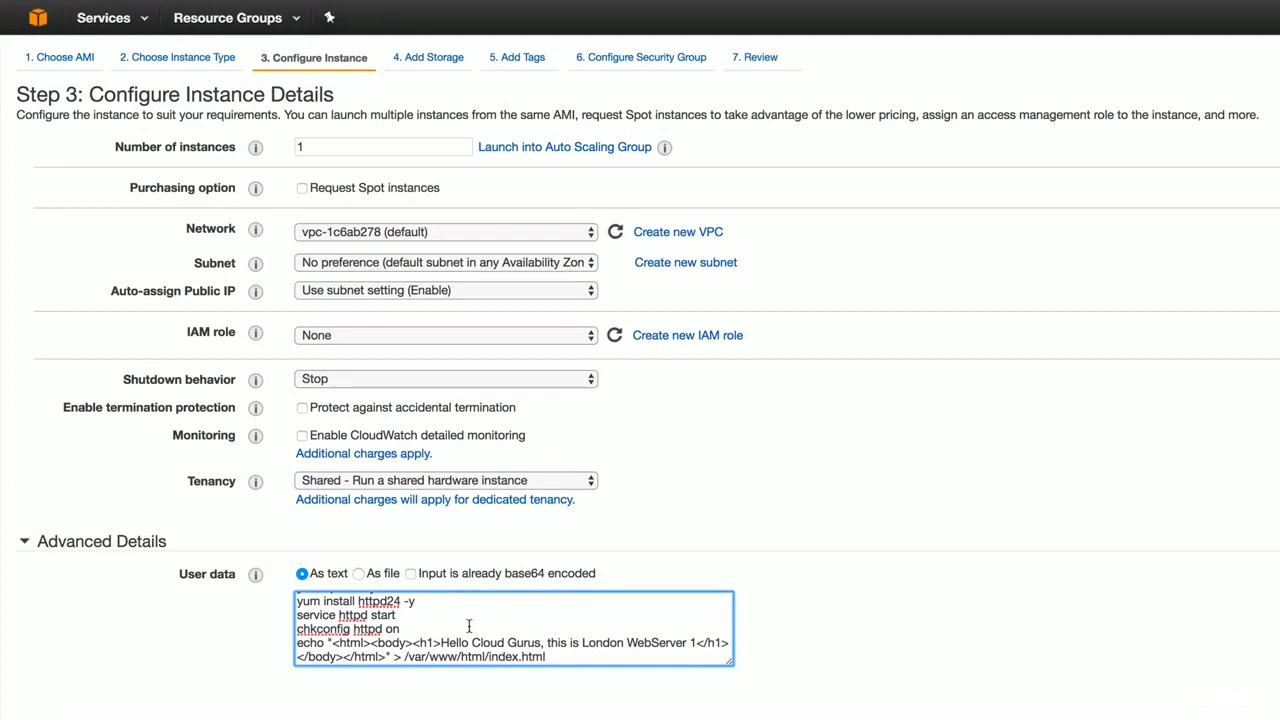 Services Resource Groups
1. Choose AMI 2. Choose Instance Type 3. Configure Instance 4. Add Storage 5. Add Tags 6. Configure Security Group 7. Review
Step 3: Configure Instance Details
Configure the instance to suit your requirements. You can launch multiple instances from the same AMI, request Spot instances to take advantage of the lower pricing, assign an access management role to the instance, and more.
Number of instances 1 Launch into Auto Scaling Group
Purchasing option Request Spot instances
Network vpc-1c6ab278 (default) Create new VPC
Subnet No preference (default subnet in any Availability Zon Create new subnet
Auto-assign Public IP Use subnet setting (Enable)
IAM role None Create new IAM role
Shutdown behavior Stop
Enable termination protection Protect against accidental termination
Monitoring Enable CloudWatch detailed monitoring
Additional charges apply.
Tenancy Shared - Run a shared hardware instance
Additional charges will apply for dedicated tenancy.
Advanced Details
User data As text As file Input is already base64 encoded
yum install httpd24 -y
service httpd start
chkconfig httpd on
echo "<html><body><h1>Hello Cloud Gurus, this is London WebServer 1</h1>
</body></html>" > /var/www/html/index.html